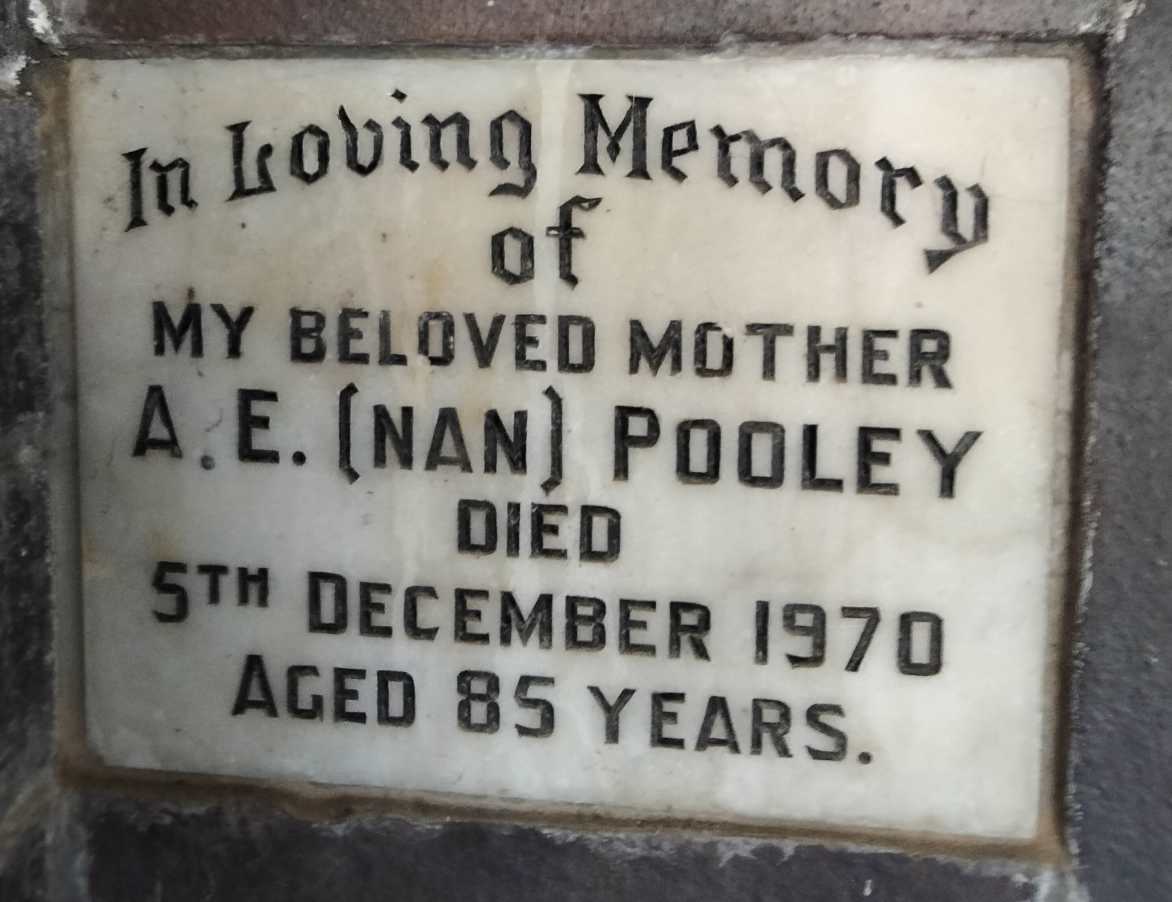 In Loving Memory
of
MY BELOVED MOTHER
A.E. (NAN) POOLEY
DIED
5TH DECEMBER 1970
AGED 85 YEARS.